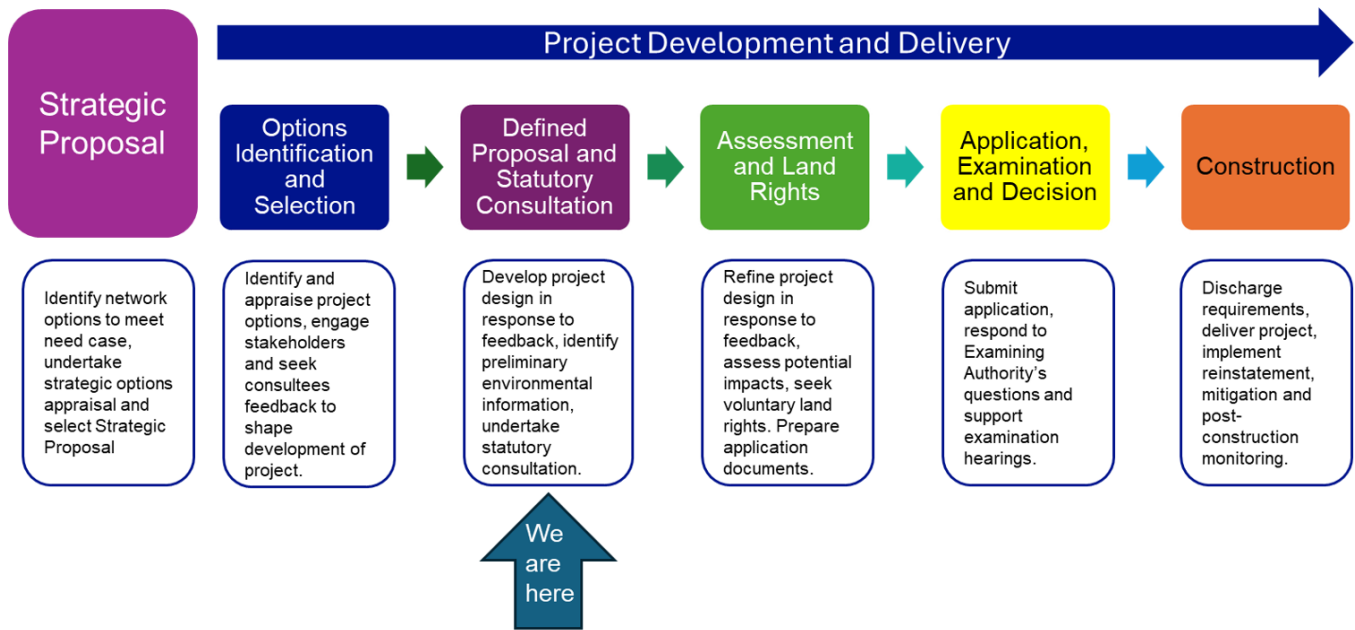 Project Development and Delivery
Strategic
Proposal
Options
Identification
and
Selection
Defined
Proposal and
Statutory
Consultation
Assessment
and Land
Rights
Application,
Examination
and Decision
Construction
Identify network
options to meet
need case,
undertake
strategic options
appraisal and
select Strategic
Proposal
Identify and
appraise project
options, engage
stakeholders
and seek
consultees
feedback to
shape
development of
project.
Develop project
design in
response to
feedback, identify
preliminary
environmental
information,
undertake
statutory
consultation.
Refine project
design in
response to
feedback,
assess potential
impacts, seek
voluntary land
rights. Prepare
application
documents.
Submit
application,
respond to
Examining
Authority’s
questions and
support
examination
hearings.
Discharge
requirements,
deliver project,
implement
reinstatement,
mitigation and
post-
construction
monitoring.
We
are
here